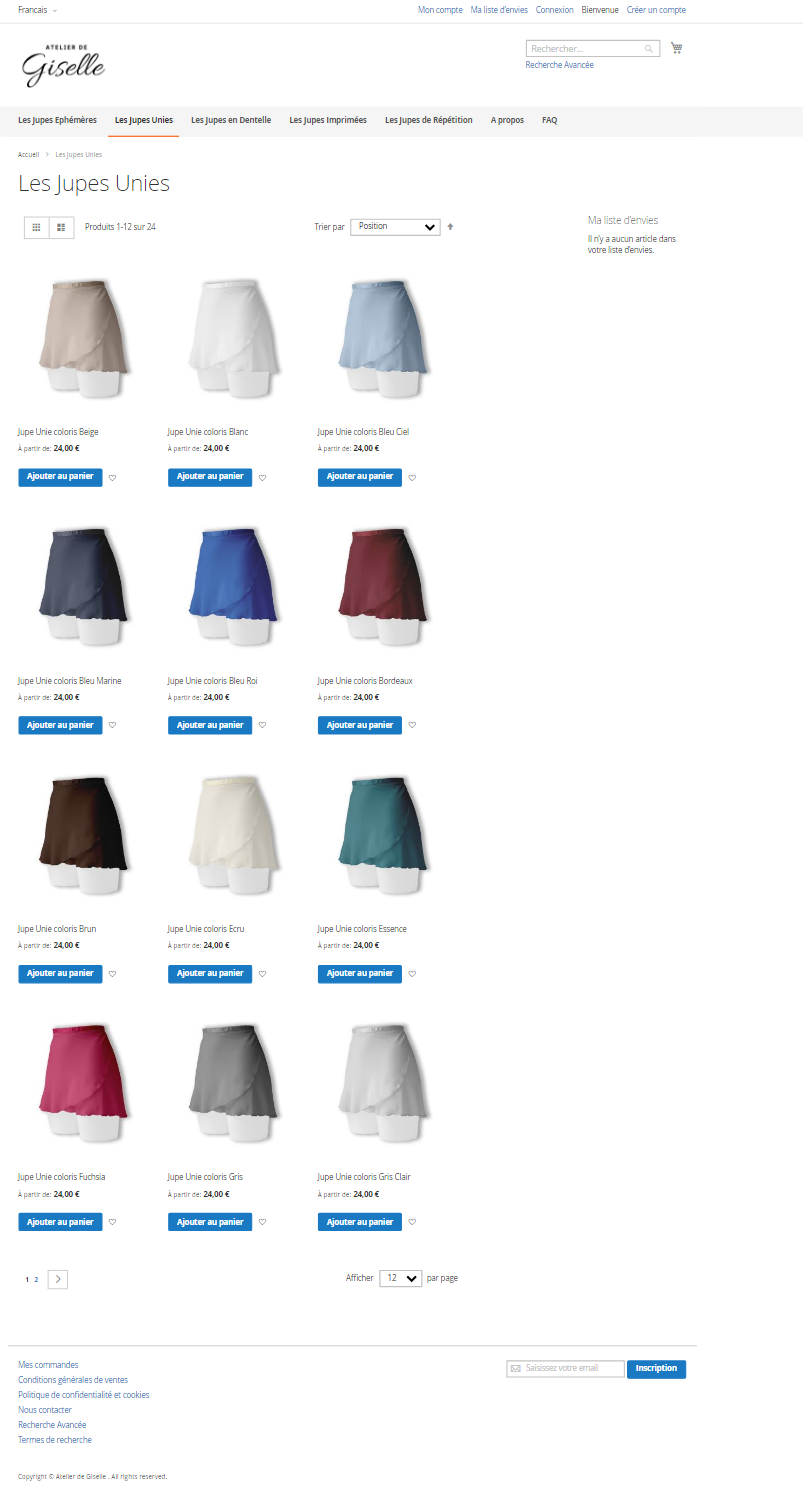 Francais
Mon compte Ma liste d'envies Connexion Bienvenue Créer un compte
ATELIER DE
Giselle
Rechercher...
Recherche Avancée
Les Jupes Ephémères Les Jupes Unies Les Jupes en Dentelle Les Jupes Imprimées Les Jupes de Répétition A propos FAQ
Accueil > Les Jupes Unies
Les Jupes Unies
Produits 1-12 sur 24
Trier par Position
Ma liste d'envies
Il n'y a aucun article dans
votre liste d'envies.
Jupe Unie coloris Beige Jupe Unie coloris Blanc Jupe Unie coloris Bleu Ciel
À partir de: 24,00 € À partir de: 24,00 € À partir de: 24,00 €
Ajouter au panier Ajouter au panier Ajouter au panier
Jupe Unie coloris Bleu Marine Jupe Unie coloris Bleu Roi Jupe Unie coloris Bordeaux
À partir de: 24,00 € À partir de: 24,00 € À partir de: 24,00 €
Ajouter au panier Ajouter au panier Ajouter au panier
Jupe Unie coloris Brun Jupe Unie coloris Ecru Jupe Unie coloris Essence
À partir de: 24,00 € À partir de: 24,00 € À partir de: 24,00 €
Ajouter au panier Ajouter au panier Ajouter au panier
Jupe Unie coloris Fuchsia Jupe Unie coloris Gris Jupe Unie coloris Gris Clair
À partir de: 24,00 € À partir de: 24,00 € À partir de: 24,00 €
Ajouter au panier Ajouter au panier Ajouter au panier
1 2
Afficher 12 par page
Mes commandes
Conditions générales de ventes
Politique de confidentialité et cookies
Nous contacter
Recherche Avancée
Termes de recherche
Saisissez votre email Inscription
Copyright © Atelier de Giselle . All rights reserved.